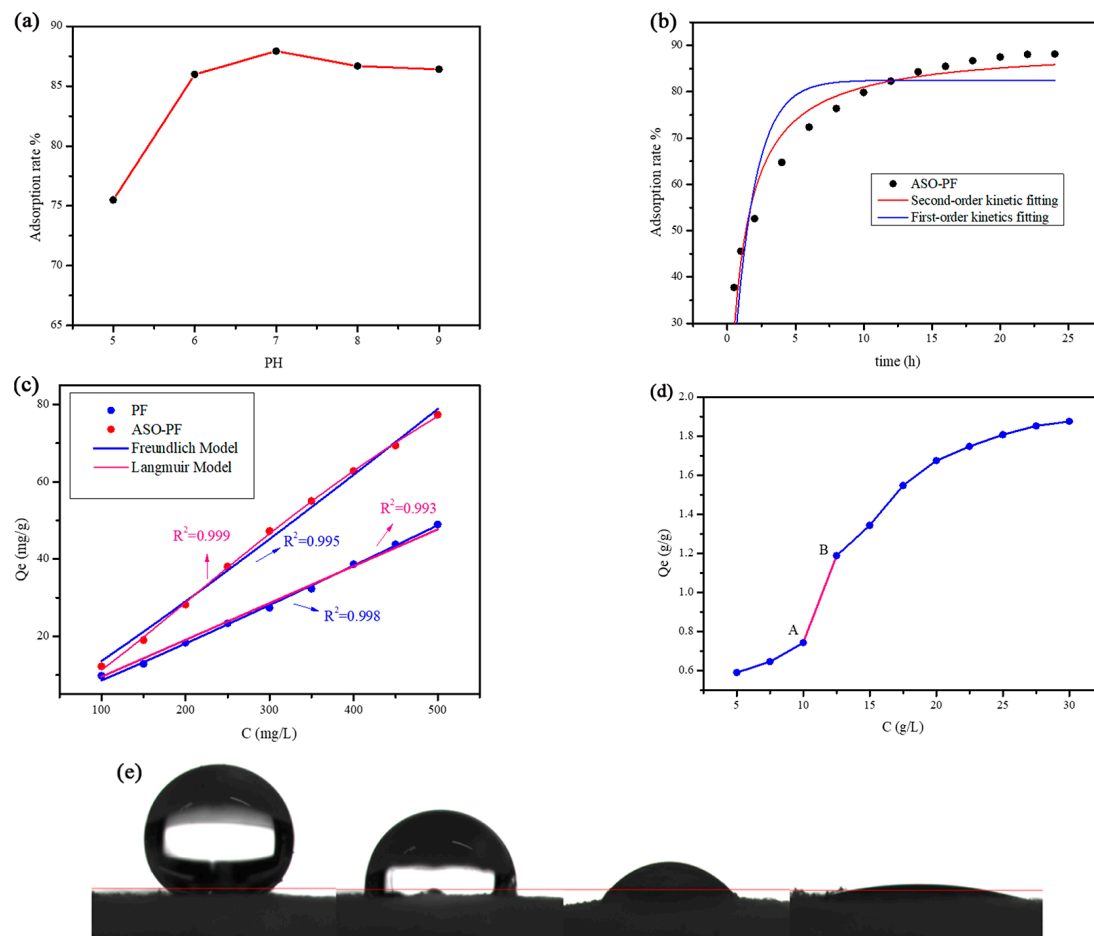 (a)
Adsorption rate %
90
85
80
75
70
65
5 6 7 8 9
PH
(b)
Adsorption rate %
90
80
70
60
50
40
30
ASO-PF
Second-order kinetic fitting
First-order kinetics fitting
0 5 10 15 20 25
time (h)
(c)
Qe (mg/g)
80
60
40
20
PF
ASO-PF
Freundlich Model
Langmuir Model
R²=0.999
R²=0.995
R²=0.993
R²=0.998
100 200 300 400 500
C (mg/L)
(d)
Qe (g/g)
2.0
1.8
1.6
1.4
1.2
1.0
0.8
0.6
B
A
5 10 15 20 25 30
C (g/L)
(e)